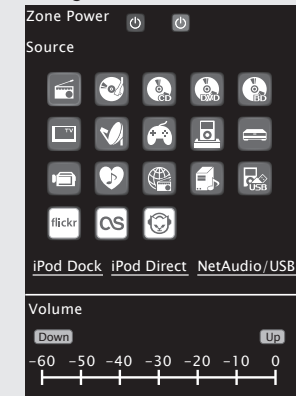 Zone Power
Source
CD DVD BD
TV
USB
flickr
iPod Dock iPod Direct NetAudio/USB
Volume
Down Up
-60 -50 -40 -30 -20 -10 0